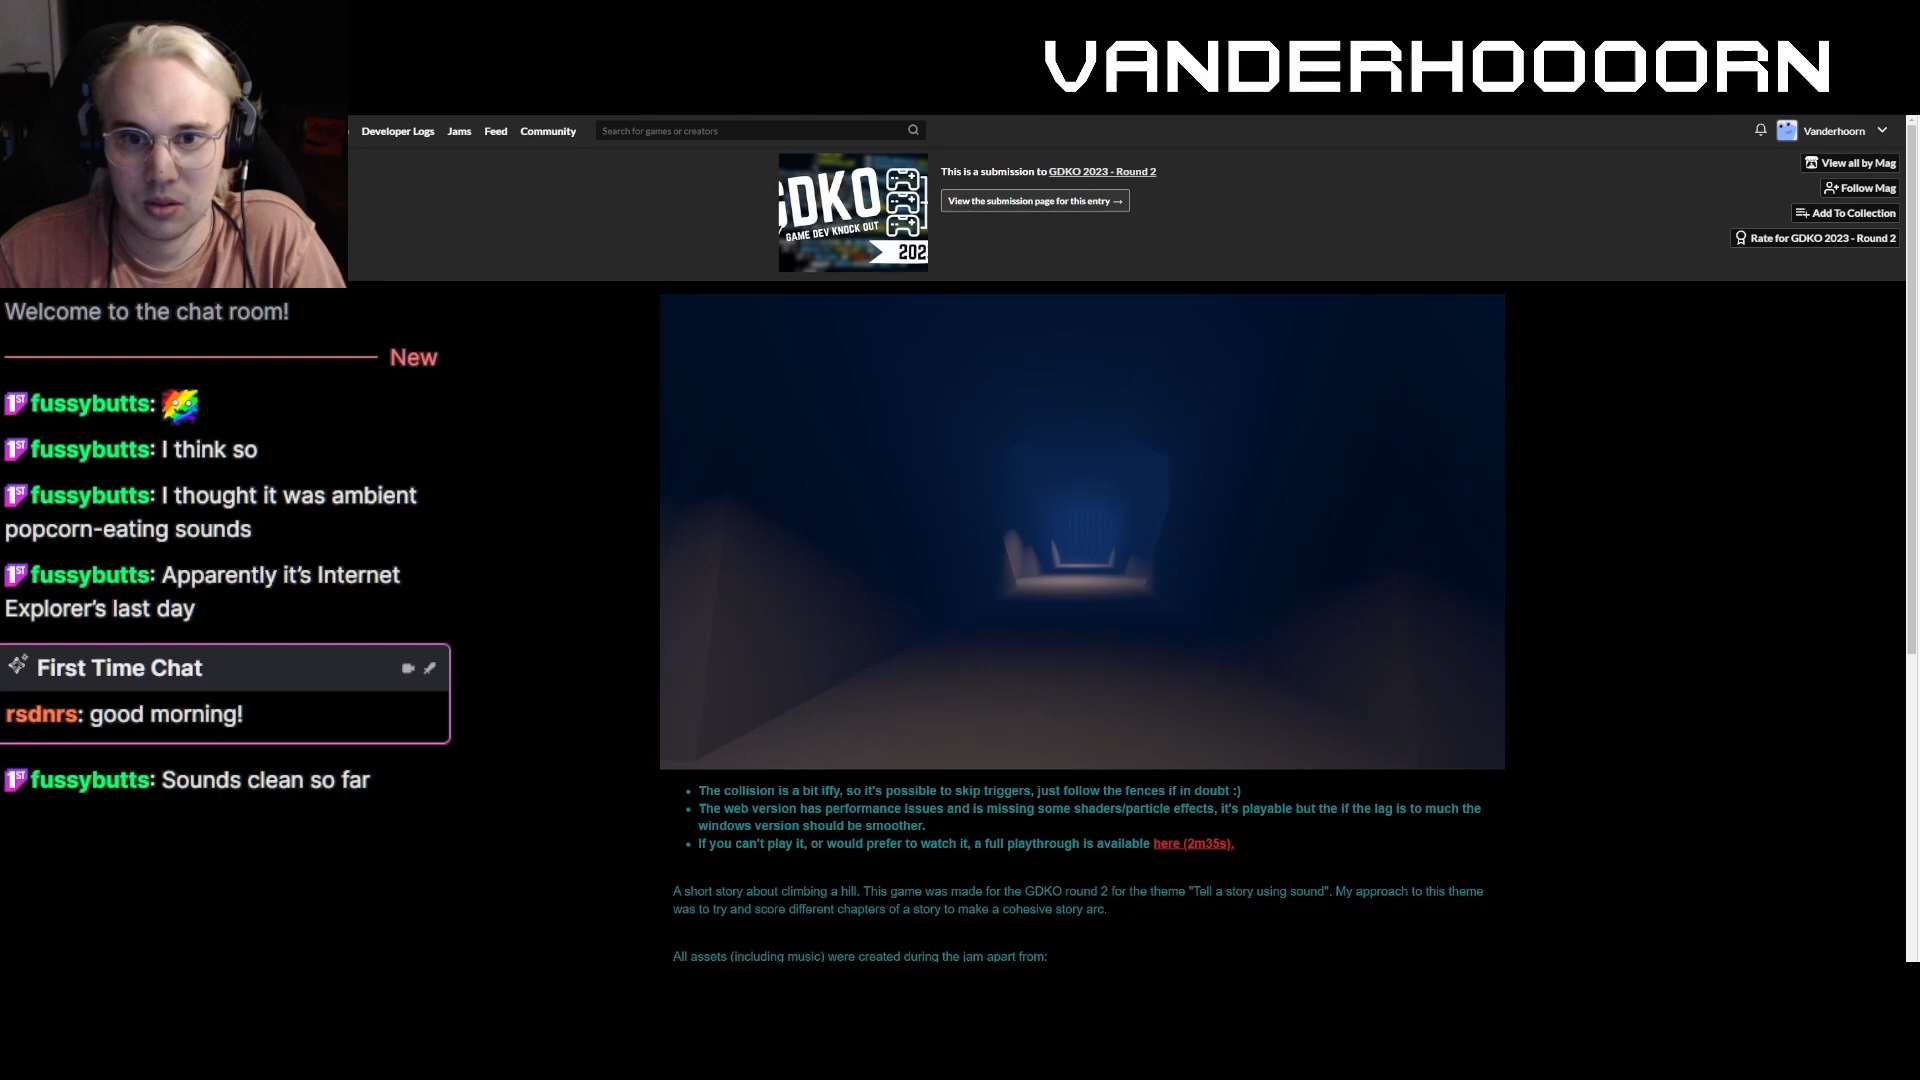 VANDERHOOOORN
Developer Logs Jams Feed Community
Search for games or creators
Vanderhoorn
GDKO
GAME DEV KNOCK OUT
202
This is a submission to GDKO 2023 - Round 2
View the submission page for this entry →
View all by Mag
Follow Mag
Add To Collection
Rate for GDKO 2023 - Round 2
Welcome to the chat room!
New
1ST fussybutts:
1ST fussybutts: I think so
1ST fussybutts: I thought it was ambient
popcorn-eating sounds
1ST fussybutts: Apparently it's Internet
Explorer's last day
First Time Chat
rsdnrs: good morning!
1ST fussybutts: Sounds clean so far
• The collision is a bit iffy, so it's possible to skip triggers, just follow the fences if in doubt :)
• The web version has performance issues and is missing some shaders/particle effects, it's playable but the if the lag is to much the
windows version should be smoother.
• If you can't play it, or would prefer to watch it, a full playthrough is available here (2m35s).
A short story about climbing a hill. This game was made for the GDKO round 2 for the theme "Tell a story using sound". My approach to this theme
was to try and score different chapters of a story to make a cohesive story arc.
All assets (including music) were created during the jam apart from: